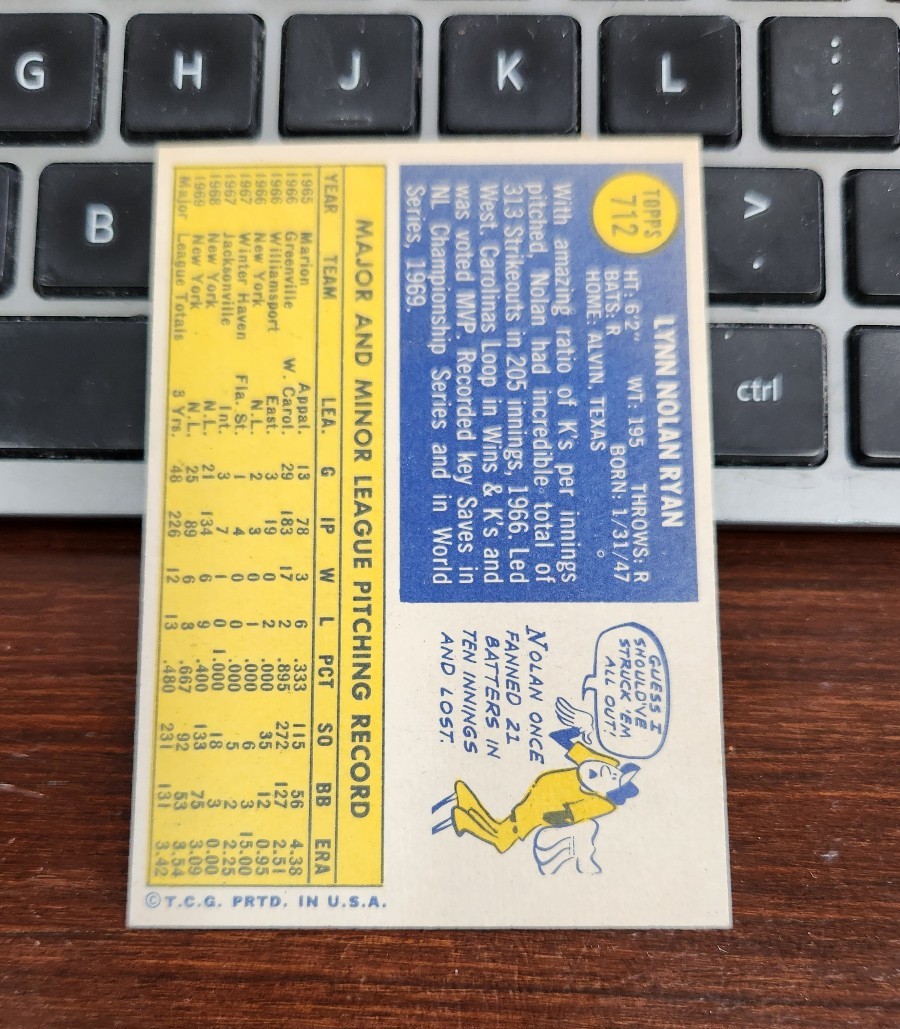 G H J K L : ;
B ^
ctrl
TOPPS
712
LYNN NOLAN RYAN
HT: 6'2" WT: 195 THROWS: R
BATS: R BORN: 1/31/47
HOME: ALVIN, TEXAS
With amazing ratio of K's per innings
pitched, Nolan had incredible total of
313 Strikeouts in 205 innings, 1966. Led
West. Carolinas Loop in Wins & K's and
was voted MVP. Recorded key Saves in
NL Championship Series and in World
Series, 1969.
GUESS I
SHOULD'VE
STRUCK 'EM
ALL OUT!
NOLAN ONCE
FANNED 21
BATTERS IN
TEN INNINGS
AND LOST.
MAJOR AND MINOR LEAGUE PITCHING RECORD
YEAR TEAM LEA. G IP W L PCT SO BB ERA
1965 Marion Appal. 13 78 3 6 .333 115 56 4.38
1966 Greenville W. Carol. 29 183 17 2 .895 272 127 2.51
1966 Williamsport East. 3 19 0 2 .000 35 12 0.95
1966 New York N.L. 2 3 0 1 .000 6 3 15.00
1967 Winter Haven Fla. St. 1 4 0 0 .000 5 2 2.25
1967 Jacksonville Int. 3 7 1 0 1.000 18 3 0.00
1968 New York N.L. 21 134 6 9 .400 133 75 3.09
1969 New York N.L. 25 89 6 3 .667 92 53 3.54
Major League Totals 3 Yrs. 48 226 12 13 .480 231 131 3.42
©T.C.G. PRTD. IN U.S.A.